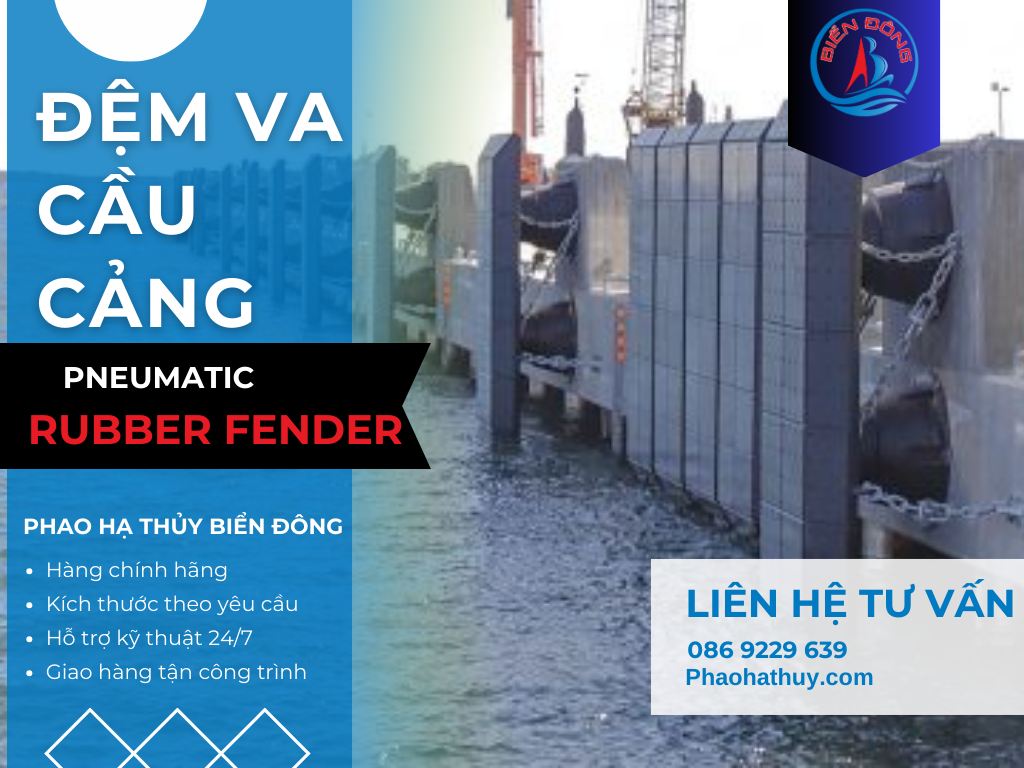 BIỂN ĐÔNG
ĐỆM VA
CẦU
CẢNG
PNEUMATIC
RUBBER FENDER
PHAO HẠ THỦY BIỂN ĐÔNG
Hàng chính hãng
Kích thước theo yêu cầu
Hỗ trợ kỹ thuật 24/7
Giao hàng tận công trình
LIÊN HỆ TƯ VẤN
086 9229 639
Phaohathuy.com